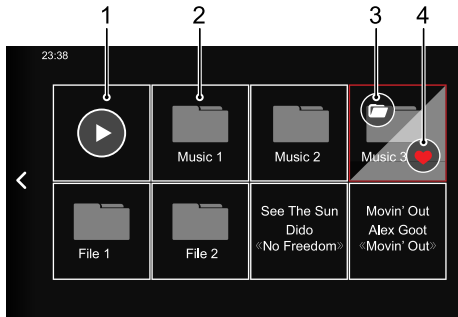 1 2 3 4
23:38
Music 1 Music 2 Music 3
See The Sun Movin' Out
Dido Alex Goot
File 1 File 2 «No Freedom» «Movin' Out»